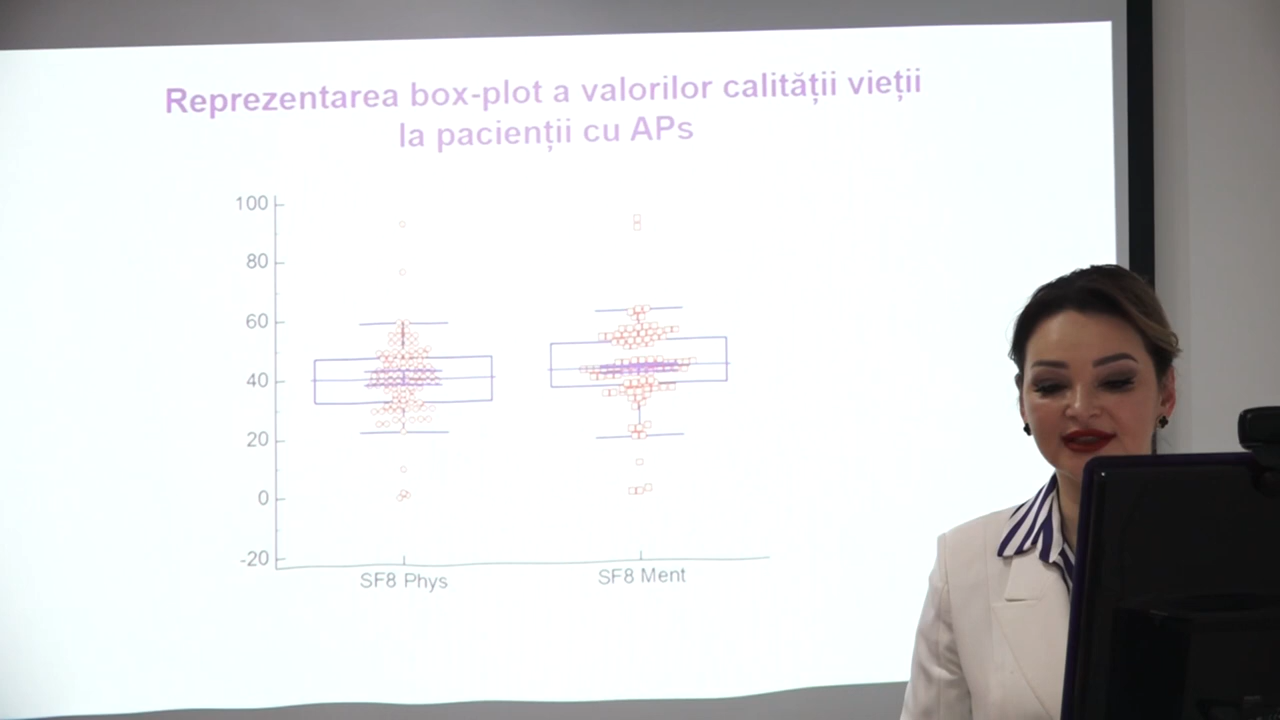 Reprezentarea box-plot a valorilor calității vieții
la pacienții cu APs
100
80
60
40
20
0
-20
SF8 Phys
SF8 Ment